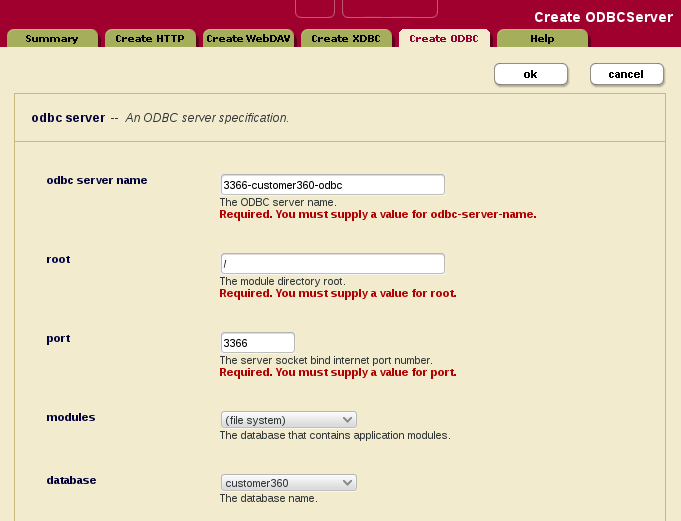 Create ODBCServer
Summary Create HTTP Create WebDAV Create XDBC Create ODBC Help
ok cancel
odbc server -- An ODBC server specification.
odbc server name 3366-customer360-odbc
The ODBC server name.
Required. You must supply a value for odbc-server-name.
root /
The module directory root.
Required. You must supply a value for root.
port 3366
The server socket bind internet port number.
Required. You must supply a value for port.
modules (file system)
The database that contains application modules.
database customer360
The database name.